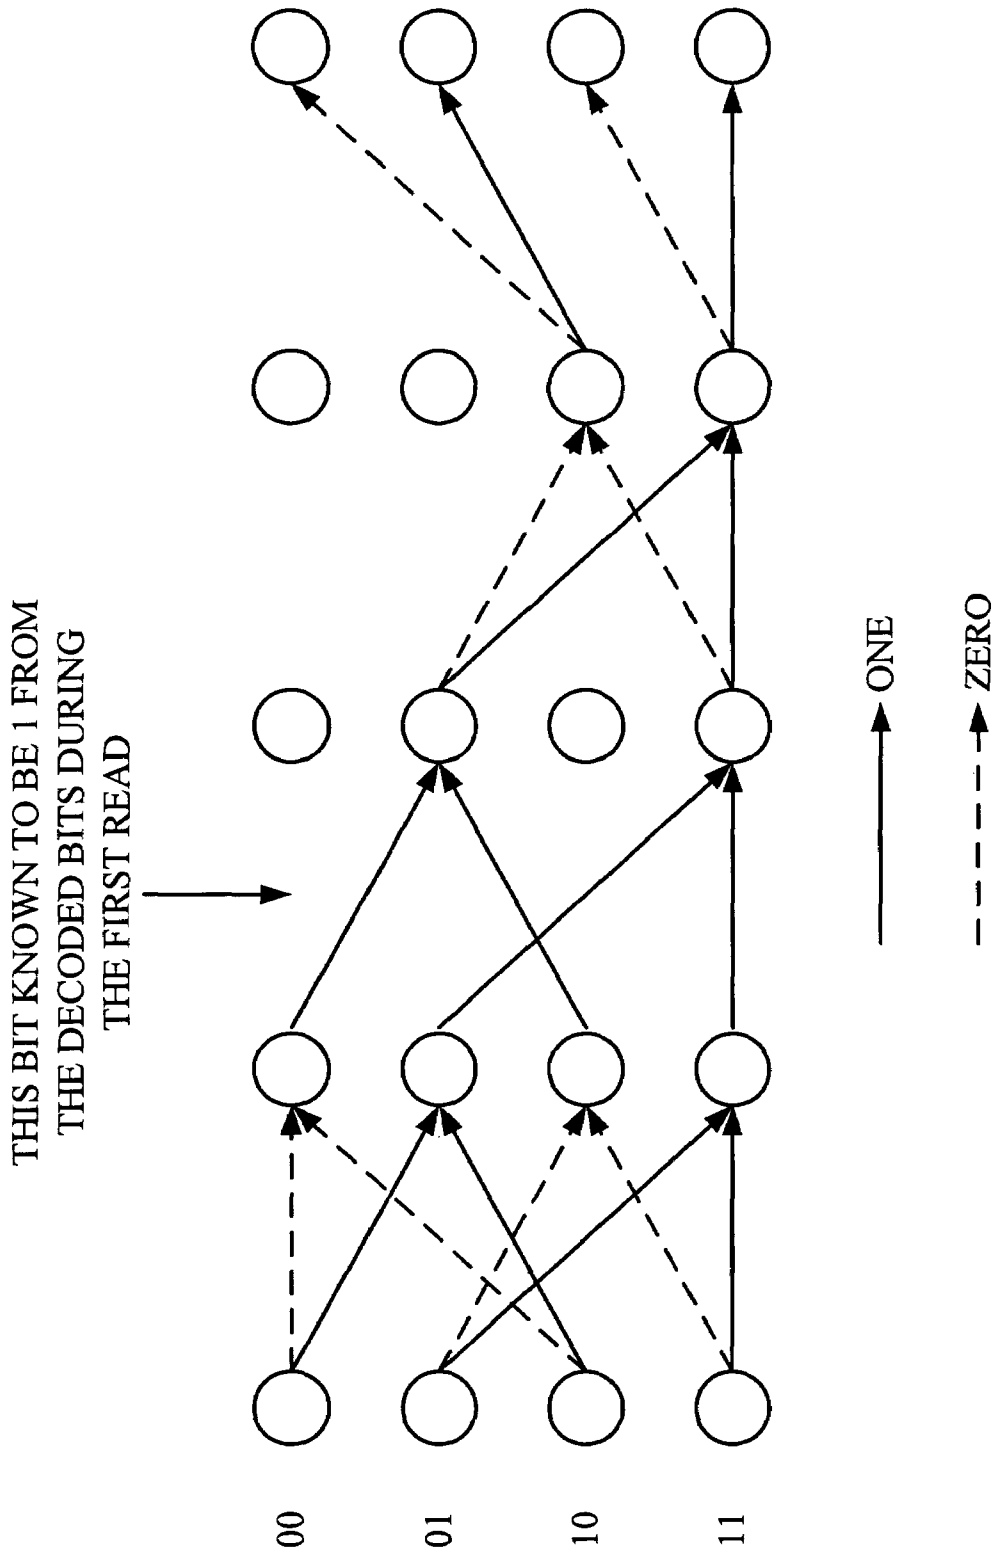 THIS BIT KNOWN TO BE 1 FROM
THE DECODED BITS DURING
THE FIRST READ
00
01
10
11
ONE
ZERO